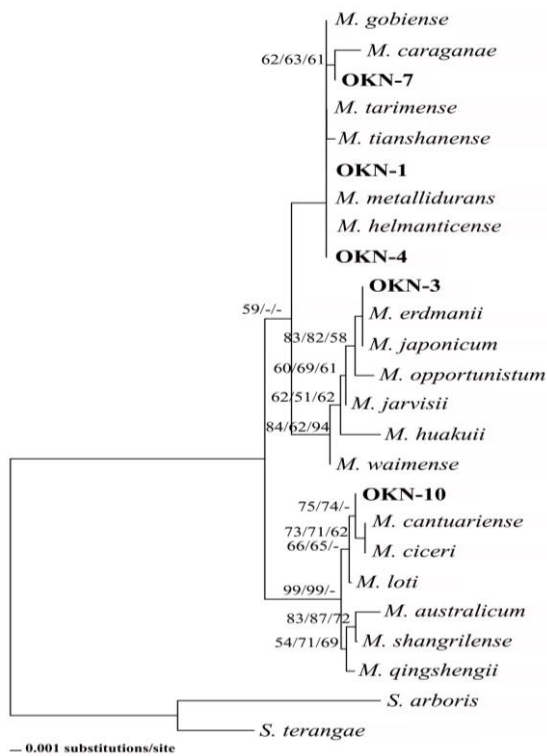 M. gobiense
M. caraganae
62/63/61
OKN-7
M. tarimense
M. tianshanense
OKN-1
M. metallidurans
M. helmanticense
OKN-4
OKN-3
59/-/-
M. erdmanii
83/82/58
M. japonicum
60/69/61
M. opportunistum
62/51/62
M. jarvisii
84/62/94
M. huakuii
M. waimense
OKN-10
75/74/-
M. cantuariense
73/71/62
66/65/-
M. ciceri
M. loti
99/99/-
83/87/72
M. australicum
54/71/69
M. shangrilense
M. qingshengii
S. arboris
S. terangae
0.001 substitutions/site